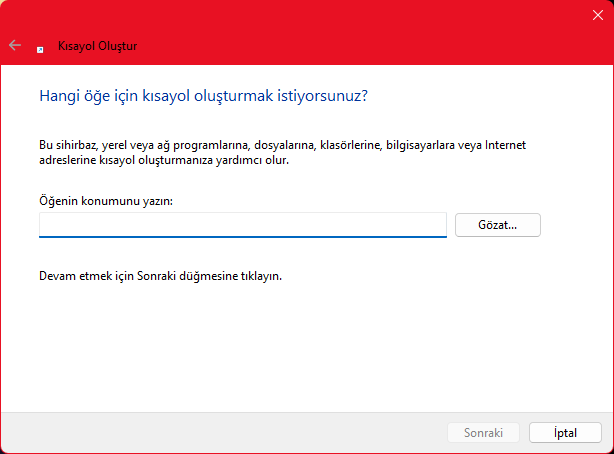 Kısayol Oluştur
Hangi öğe için kısayol oluşturmak istiyorsunuz?
Bu sihirbaz, yerel veya ağ programlarına, dosyalarına, klasörlerine, bilgisayarlara veya Internet
adreslerine kısayol oluşturmanıza yardımcı olur.
Öğenin konumunu yazın:
Gözat...
Devam etmek için Sonraki düğmesine tıklayın.
Sonraki
İptal